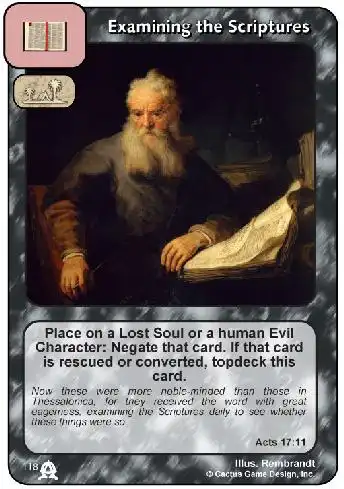 Examining the Scriptures
Place on a Lost Soul or a human Evil
Character: Negate that card. If that card
is rescued or converted, topdeck this
card.
Now these were more noble-minded than those in
Thessalonica, for they received the word with great
eagerness, examining the Scriptures daily to see whether
these things were so.
Acts 17:11
18
Illus. Rembrandt
© Cactus Game Design, Inc.